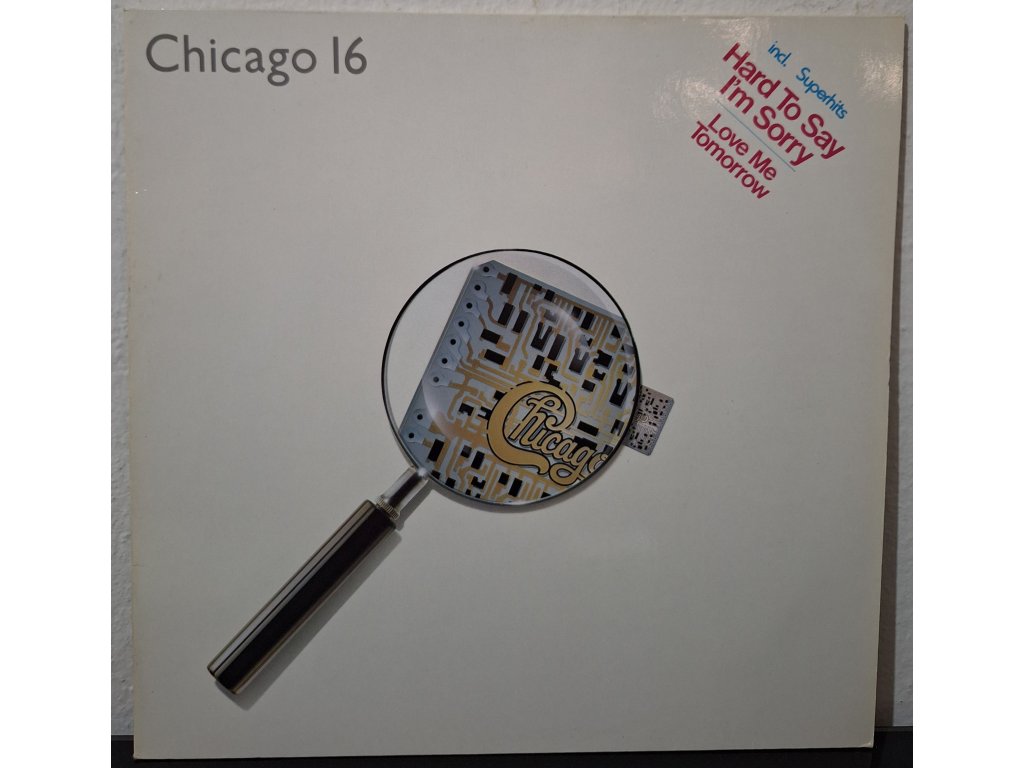 Chicago 16
incl. Superhits
Hard To Say
I'm Sorry
Love Me
Tomorrow
Chicago